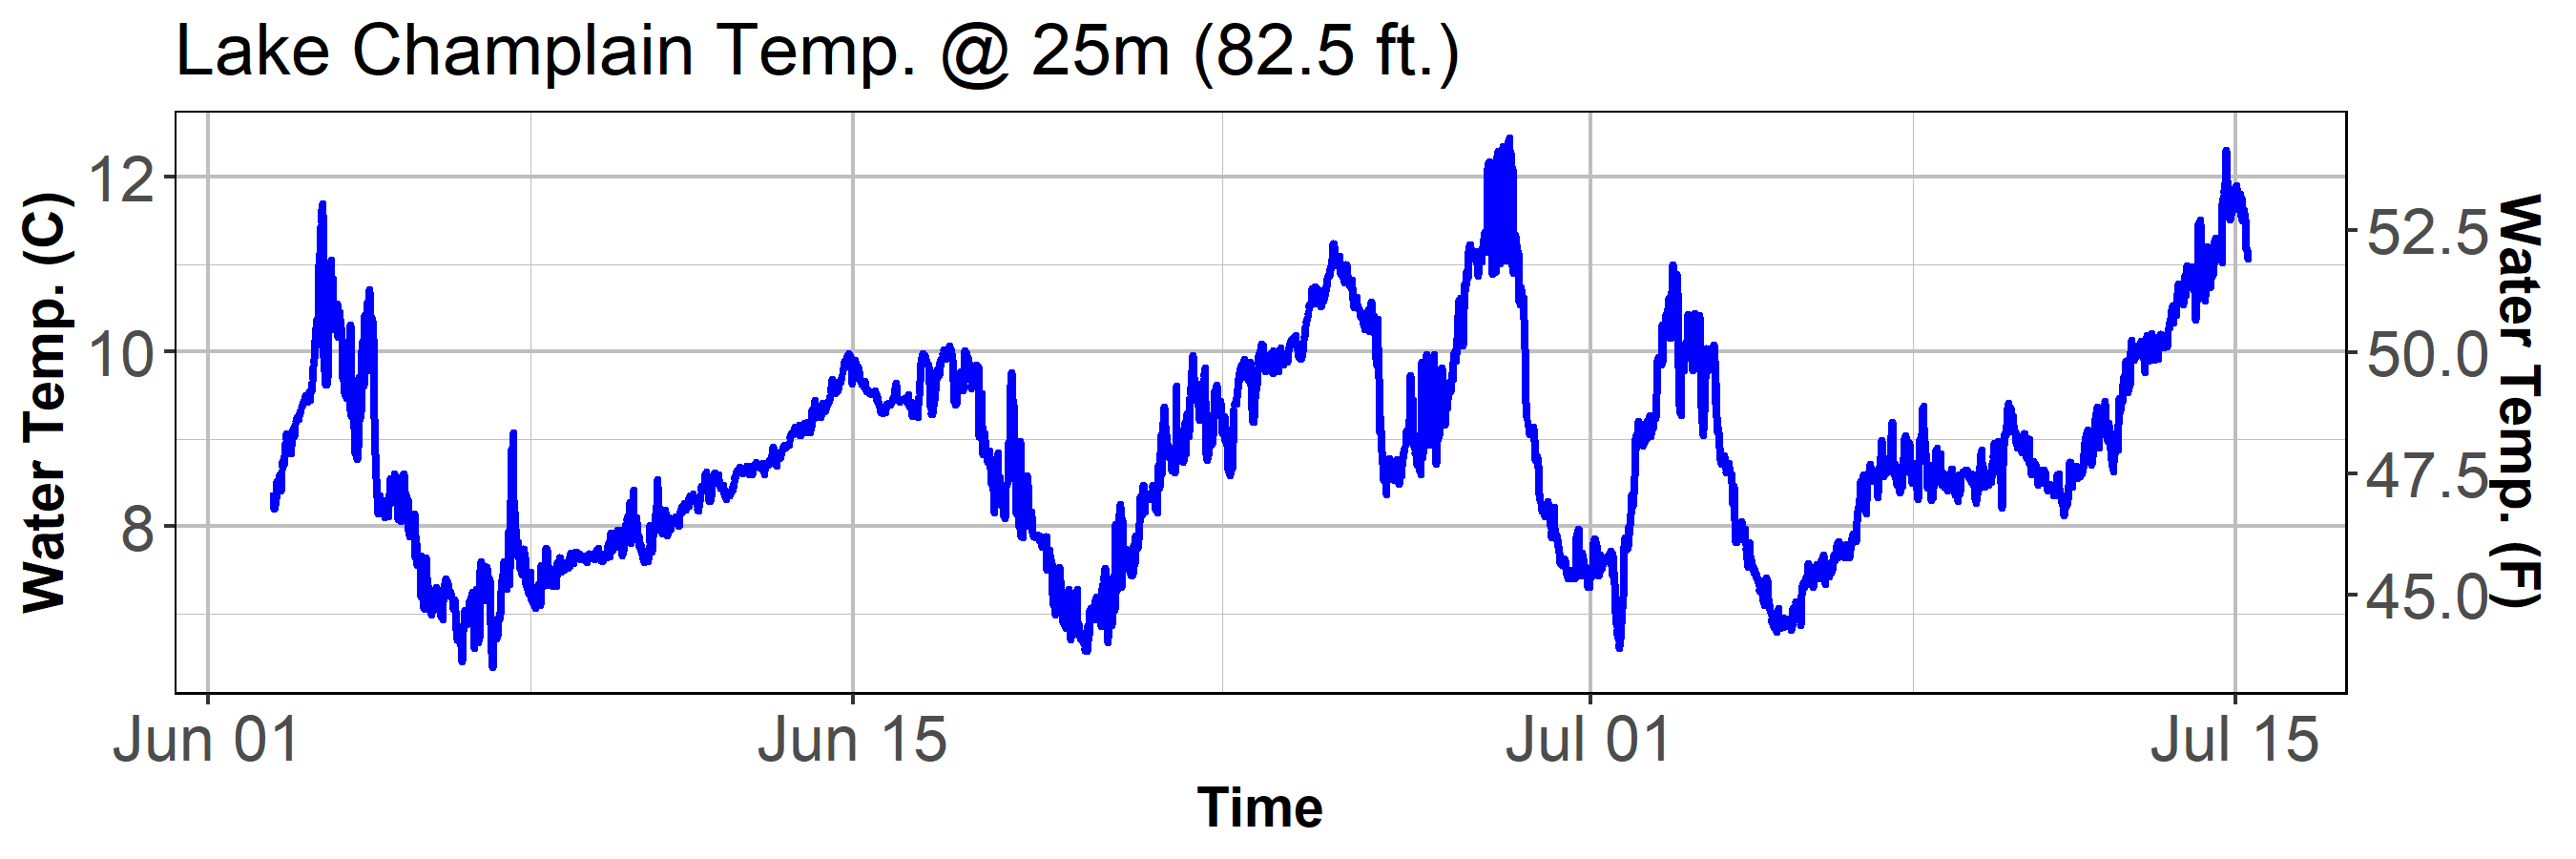 Lake Champlain Temp. @ 25m (82.5 ft.)
Water Temp. (C)
12
10
8
52.5
50.0
47.5
45.0
Water Temp. (F)
Jun 01
Jun 15
Jul 01
Jul 15
Time